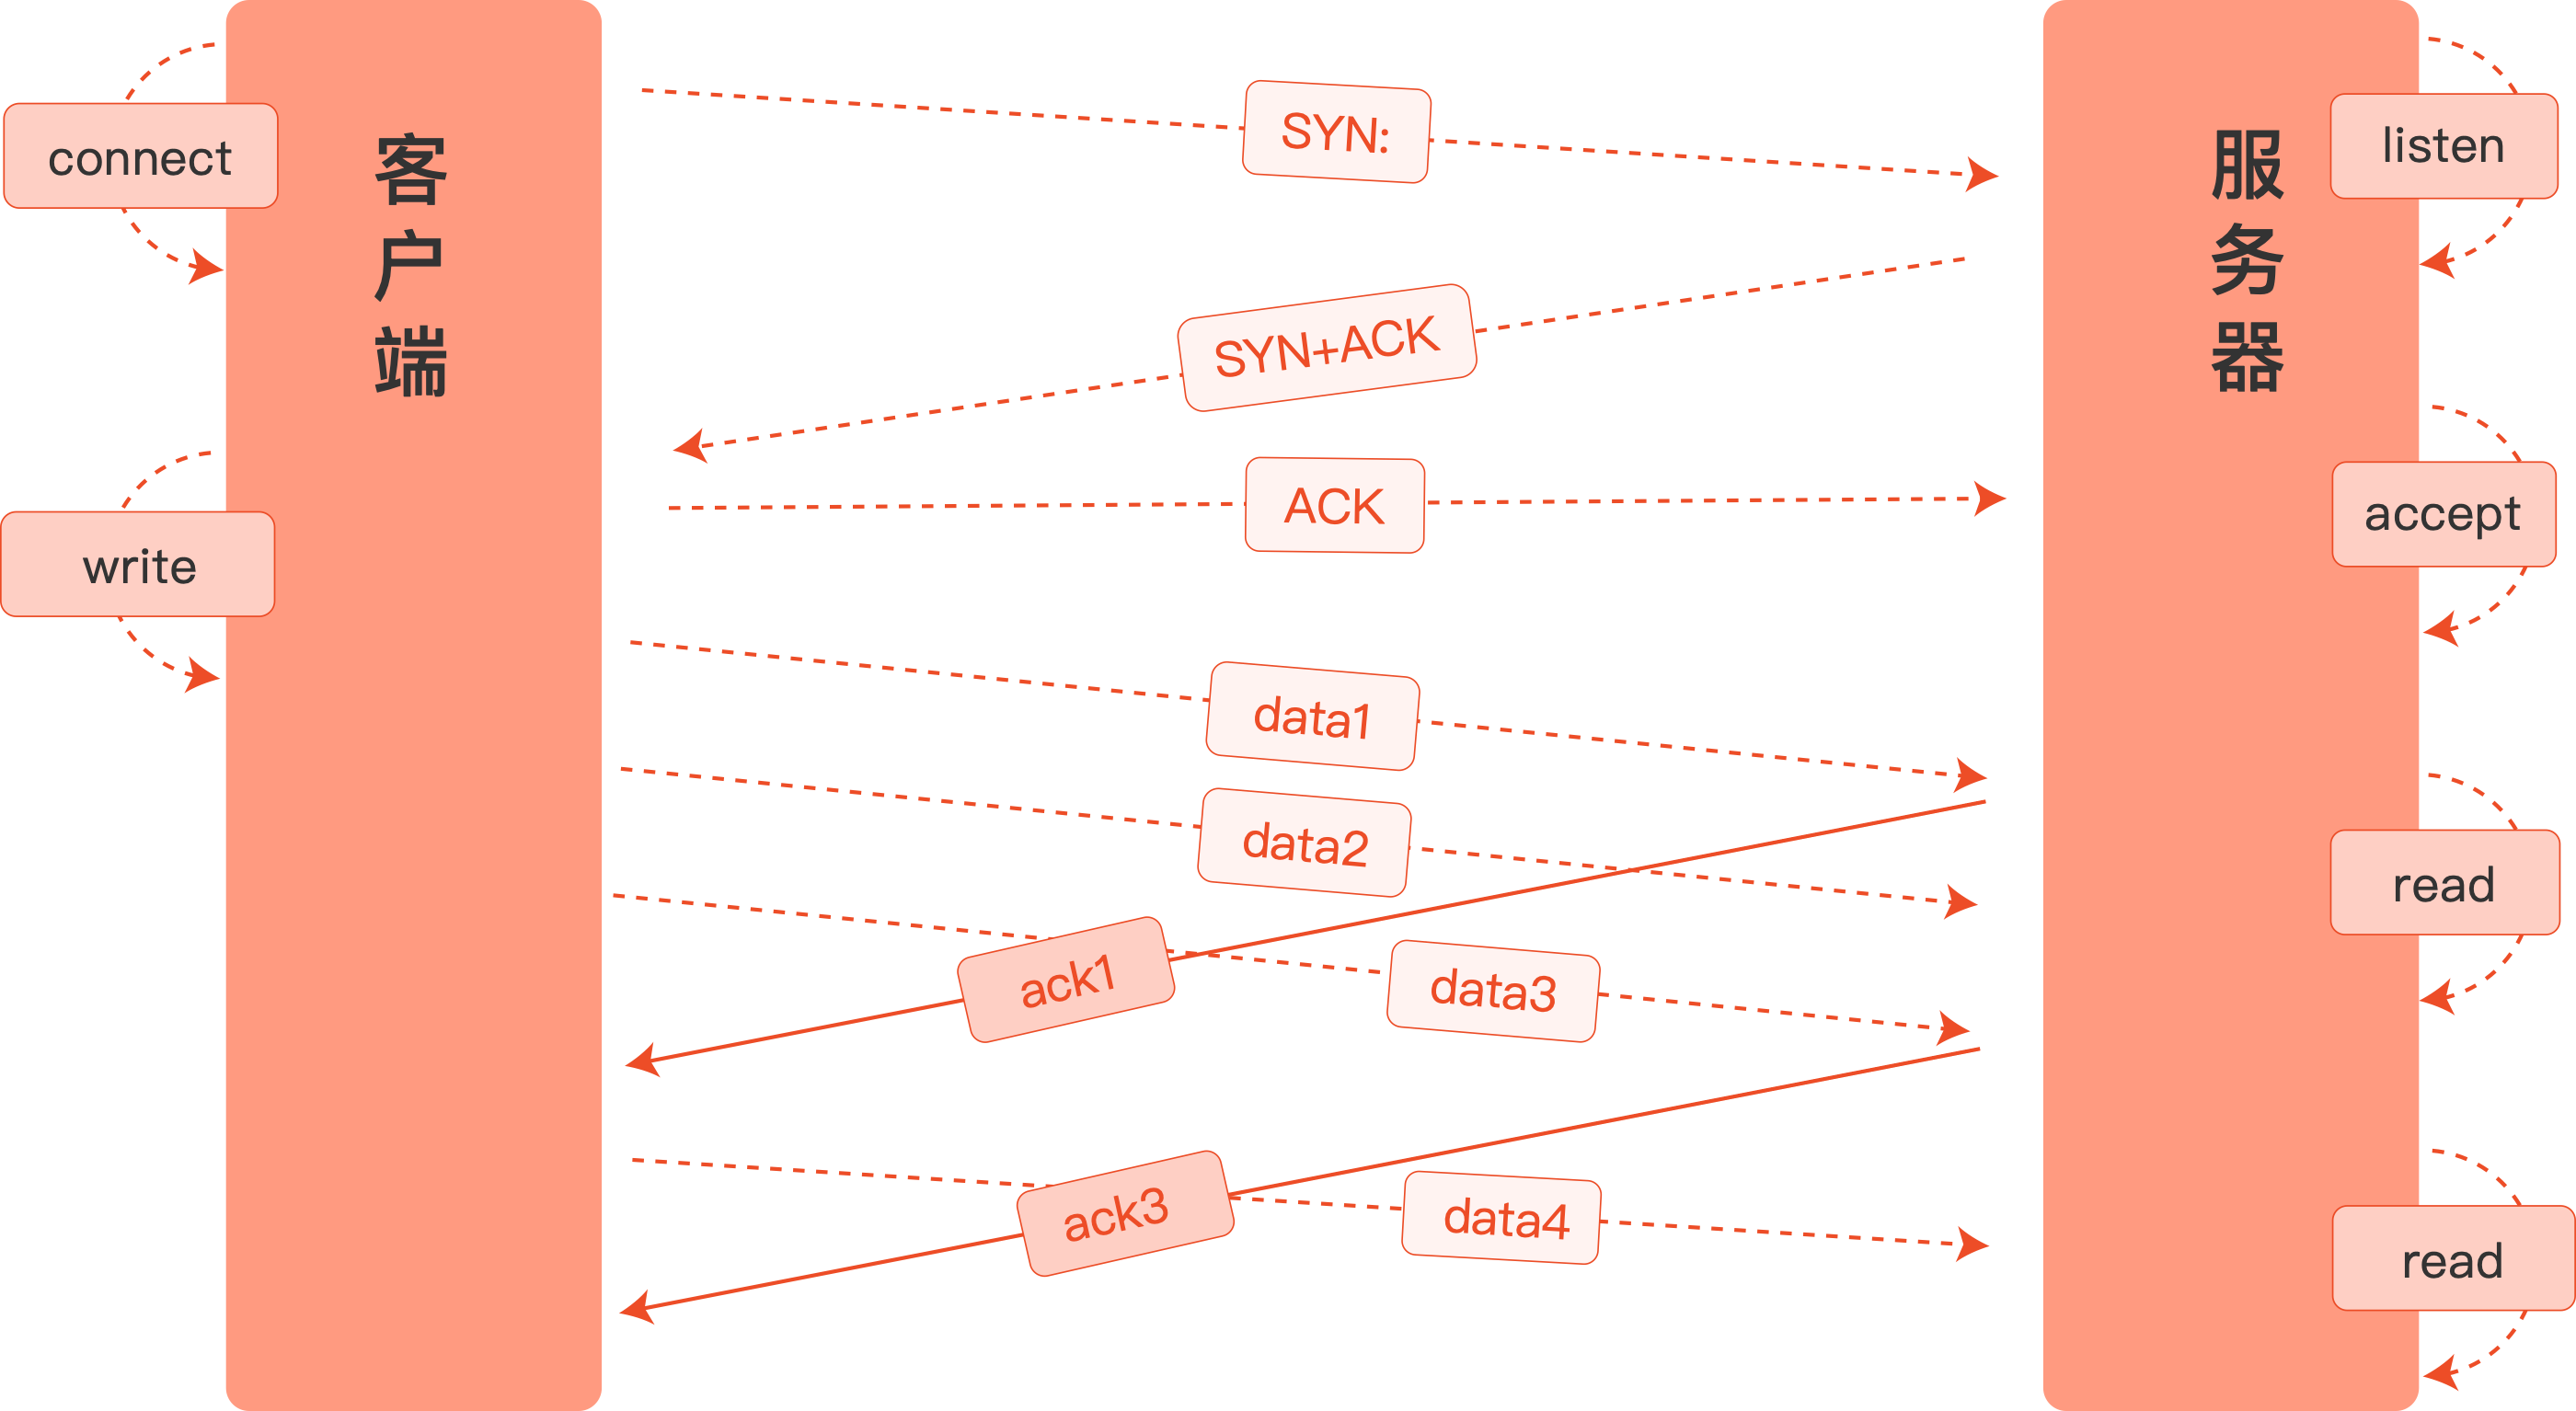 connect
客户端
SYN:
服务器
listen
SYN+ACK
write
ACK
accept
data1
data2
read
ack1
data3
ack3
data4
read